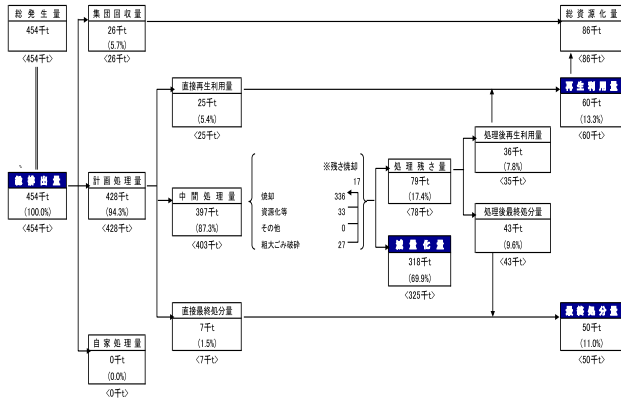 総発生量
454千t
<454千t>
集団回収量
26千t
(5.7%)
<26千t>
総資源化量
86千t
<86千t>
直接再生利用量
25千t
(5.4%)
<25千t>
再生利用量
60千t
(13.3%)
<60千t>
処理後再生利用量
36千t
(7.8%)
<35千t>
総排出量
454千t
(100.0%)
<454千t>
計画処理量
428千t
(94.3%)
<428千t>
中間処理量
397千t
(87.3%)
<403千t>
※残さ焼却
17
焼却 336
資源化等 33
その他 0
粗大ごみ破砕 27
処理残さ量
79千t
(17.4%)
<78千t>
減量化量
318千t
(69.9%)
<325千t>
処理後最終処分量
43千t
(9.6%)
<43千t>
直接最終処分量
7千t
(1.5%)
<7千t>
最終処分量
50千t
(11.0%)
<50千t>
自家処理量
0千t
(0.0%)
<0千t>